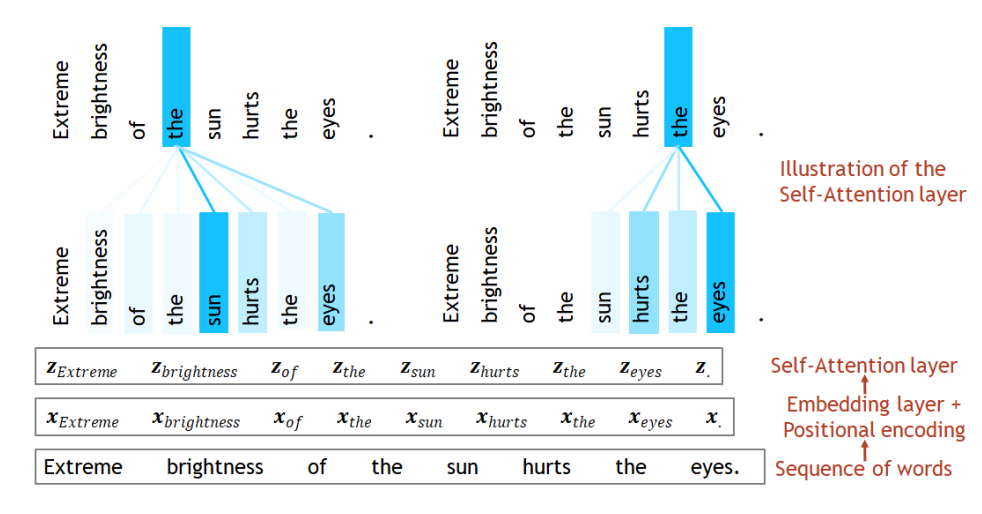 Extreme brightness of the sun hurts the eyes .
Extreme brightness of the sun hurts the eyes .
Illustration of the
Self-Attention layer
Extreme brightness of the sun hurts the eyes .
Extreme brightness of the sun hurts the eyes .
z_Extreme z_brightness z_of z_the z_sun z_hurts z_the z_eyes z_.
Self-Attention layer
x_Extreme x_brightness x_of x_the x_sun x_hurts x_the x_eyes x_.
Embedding layer +
Positional encoding
Extreme brightness of the sun hurts the eyes.
Sequence of words